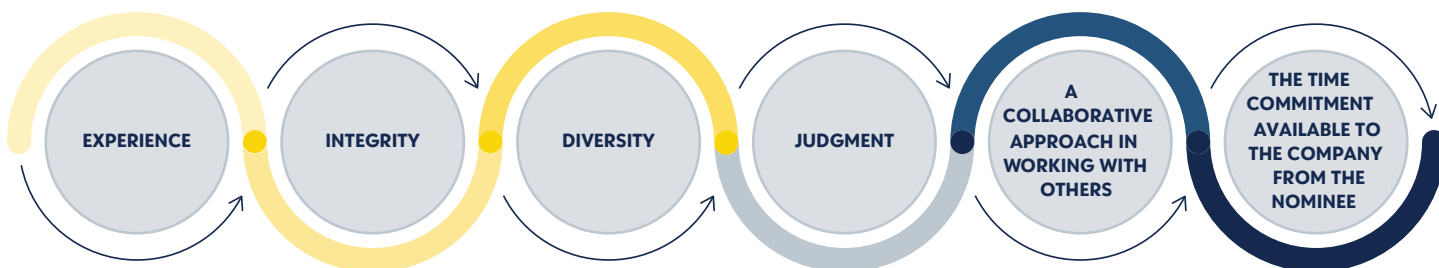 EXPERIENCE
INTEGRITY
DIVERSITY
JUDGMENT
A
COLLABORATIVE
APPROACH IN
WORKING WITH
OTHERS
THE TIME
COMMITMENT
AVAILABLE TO
THE COMPANY
FROM THE
NOMINEE